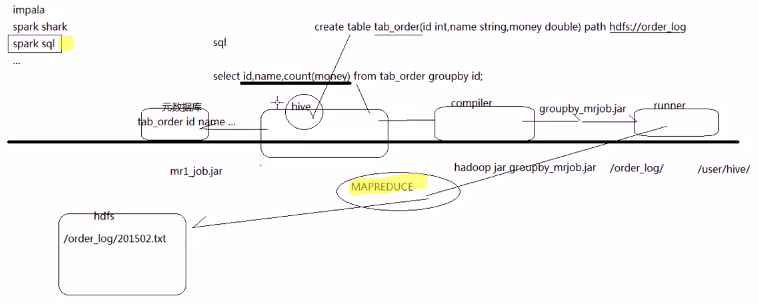 impala
spark shark
spark sql
...
sql
create table tab_order(id int,name string,money double) path hdfs://order_log
select id,name,count(money) from tab_order groupby id;
元数据库
tab_order id name ...
hive
compiler
groupby_mrjob.jar
runner
mr1_job.jar
hadoop jar groupby_mrjob.jar /order_log/ /user/hive/
MAPREDUCE
hdfs
/order_log/201502.txt